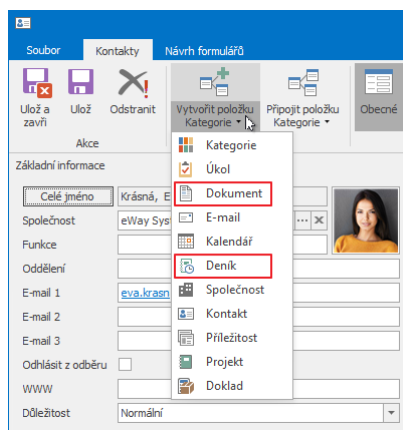 Soubor Kontakty Návrh formulářů
Ulož a zavři
Ulož
Odstranit
Vytvořit položku Kategorie
Připojit položku Kategorie
Obecné
Akce
Kategorie
Úkol
Dokument
E-mail
Kalendář
Deník
Společnost
Kontakt
Příležitost
Projekt
Doklad
Základní informace
Celé jméno Krásná, E
Společnost eWay Sys
Funkce
Oddělení
E-mail 1 eva.krasn
E-mail 2
E-mail 3
Odhlásit z odběru
WWW
Důležitost Normální